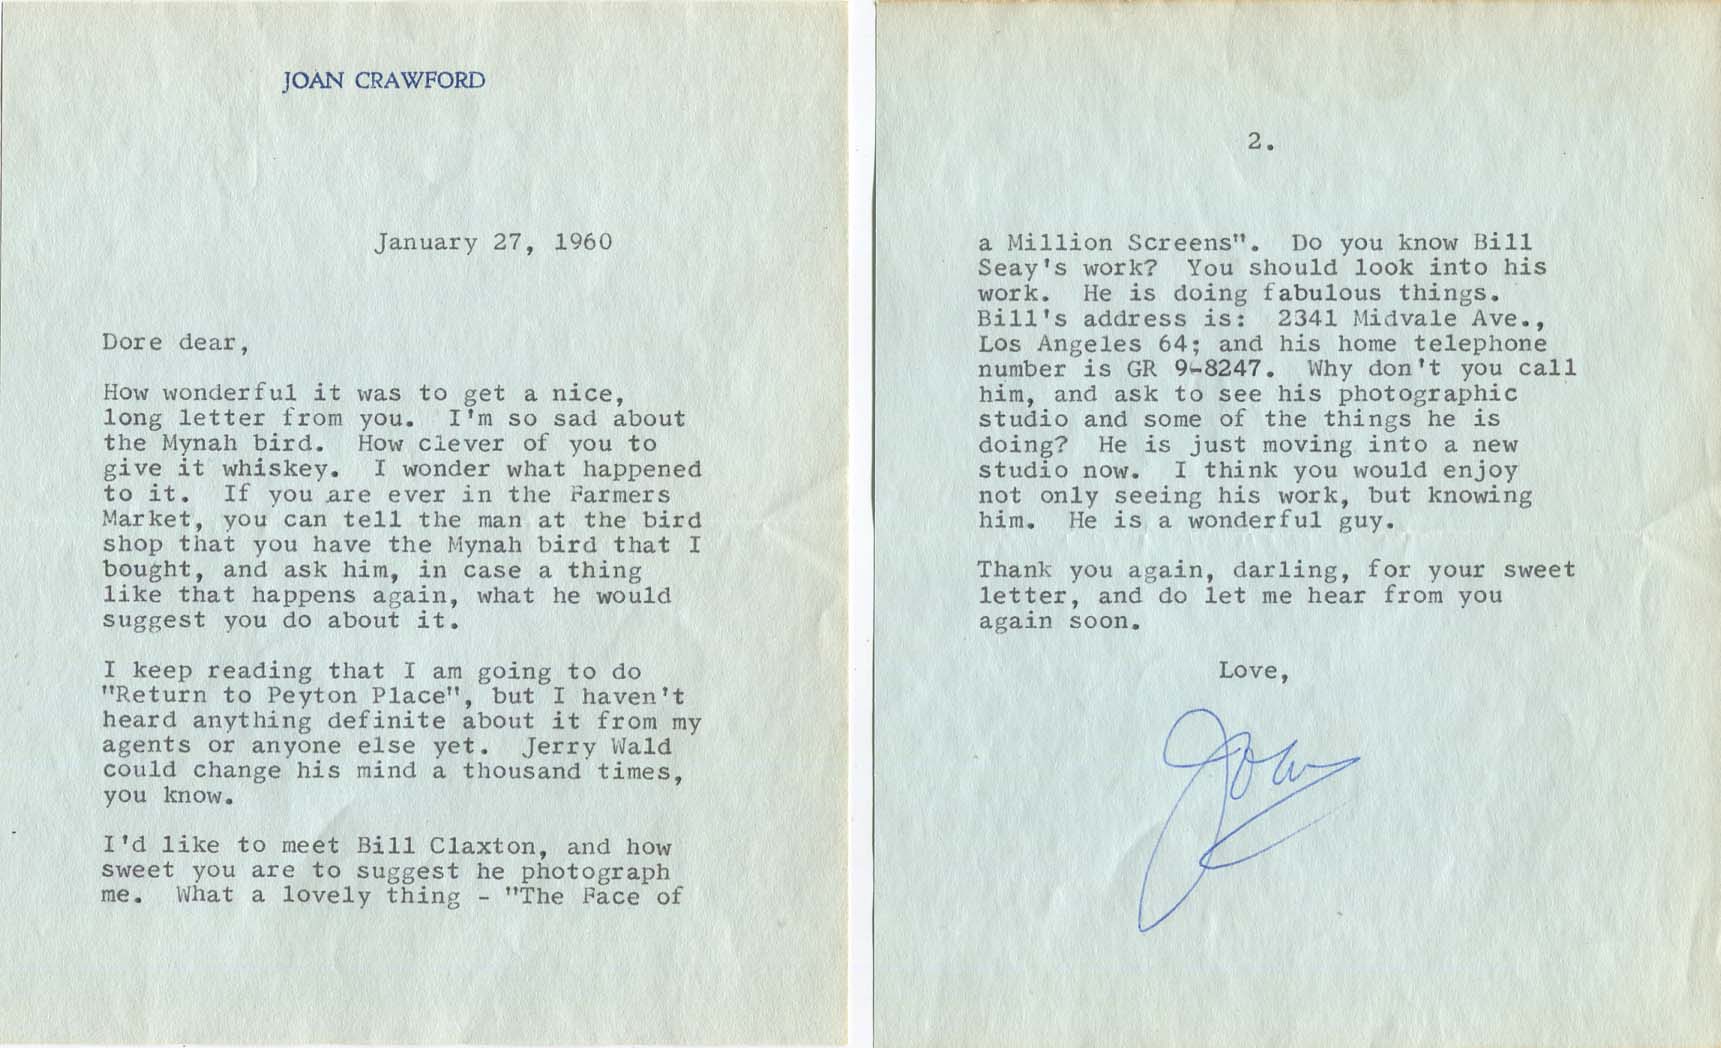 JOAN CRAWFORD
January 27, 1960
Dore dear,
How wonderful it was to get a nice,
long letter from you.  I'm so sad about
the Mynah bird.  How clever of you to
give it whiskey.  I wonder what happened
to it.  If you are ever in the Farmers
Market, you can tell the man at the bird
shop that you have the Mynah bird that I
bought, and ask him, in case a thing
like that happens again, what he would
suggest you do about it.
I keep reading that I am going to do
"Return to Peyton Place", but I haven't
heard anything definite about it from my
agents or anyone else yet.  Jerry Wald
could change his mind a thousand times,
you know.
I'd like to meet Bill Claxton, and how
sweet you are to suggest he photograph
me.  What a lovely thing - "The Face of
2.
a Million Screens".  Do you know Bill
Seay's work?  You should look into his
work.  He is doing fabulous things.
Bill's address is:  2341 Midvale Ave.,
Los Angeles 64; and his home telephone
number is GR 9-8247.  Why don't you call
him, and ask to see his photographic
studio and some of the things he is
doing?  He is just moving into a new
studio now.  I think you would enjoy
not only seeing his work, but knowing
him.  He is a wonderful guy.
Thank you again, darling, for your sweet
letter, and do let me hear from you
again soon.
Love,
Joan